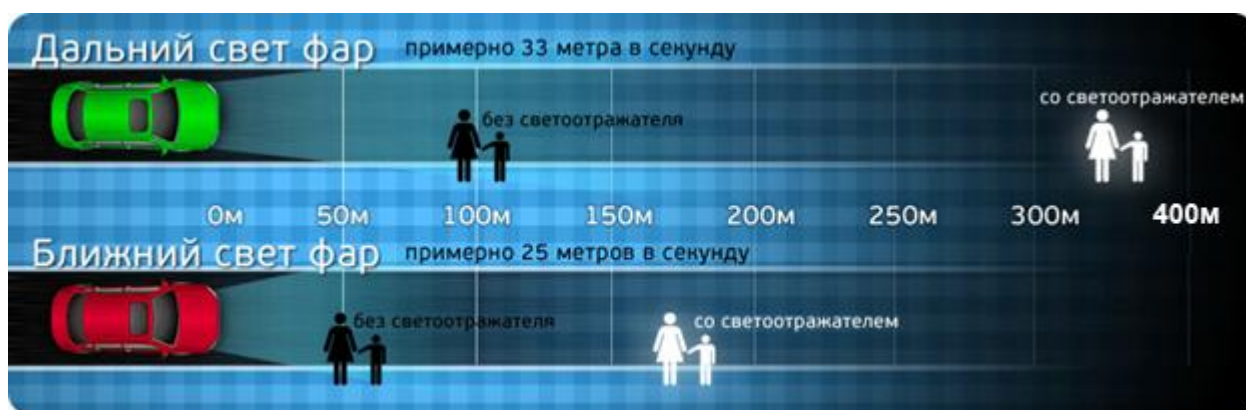 Дальний свет фар примерно 33 метра в секунду
со светоотражателем
без светоотражателя
0м 50м 100м 150м 200м 250м 300м 400м
Ближний свет фар примерно 25 метров в секунду
без светоотражателя со светоотражателем